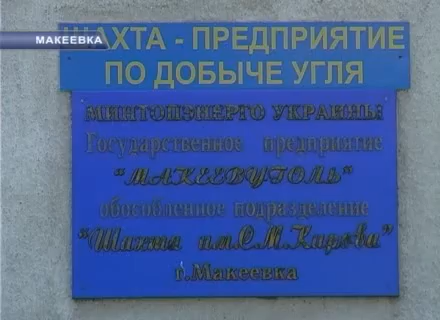 МАКЕЕВКА
ШАХТА - ПРЕДПРИЯТИЕ
ПО ДОБЫЧЕ УГЛЯ
МИНТОПЭНЕРГО УКРАИНЫ:
Государственное предприятие
"МАКЕЕВУГОЛЬ"
обособленное подразделение
"Шахта им.С.М.Кирова"
г.Макеевка